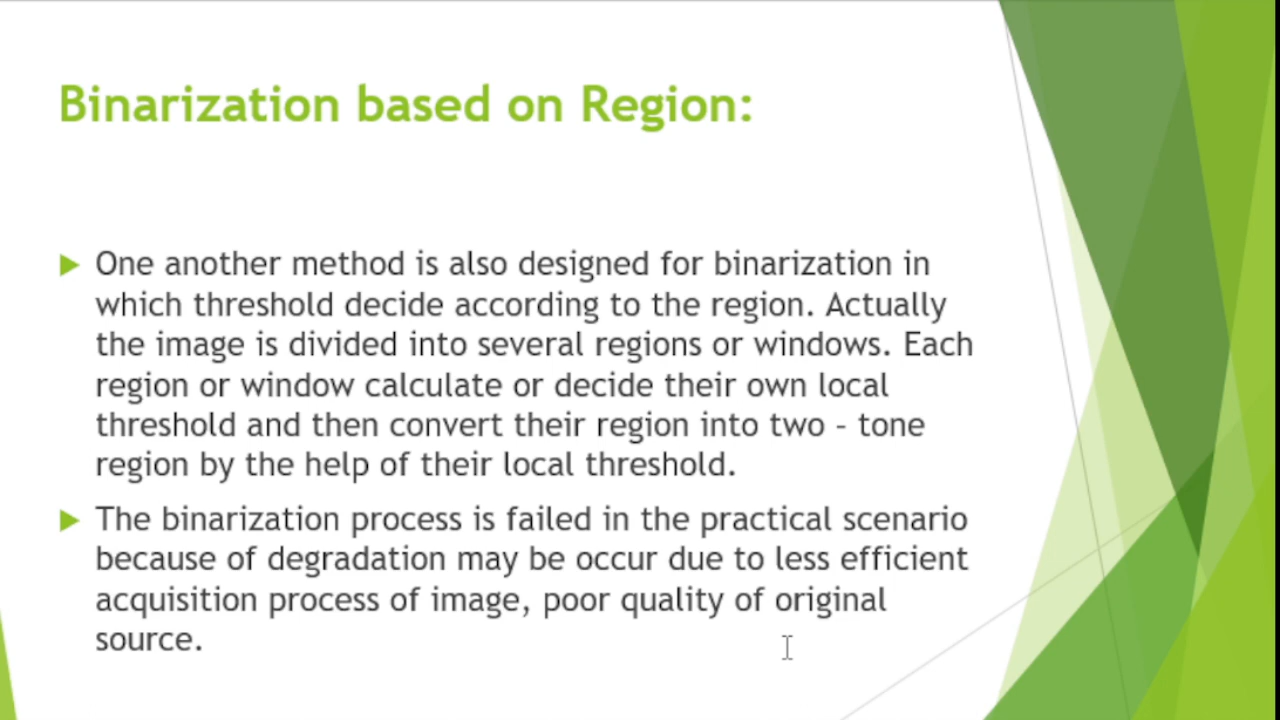 Binarization based on Region:
One another method is also designed for binarization in
which threshold decide according to the region. Actually
the image is divided into several regions or windows. Each
region or window calculate or decide their own local
threshold and then convert their region into two - tone
region by the help of their local threshold.
The binarization process is failed in the practical scenario
because of degradation may be occur due to less efficient
acquisition process of image, poor quality of original
source.